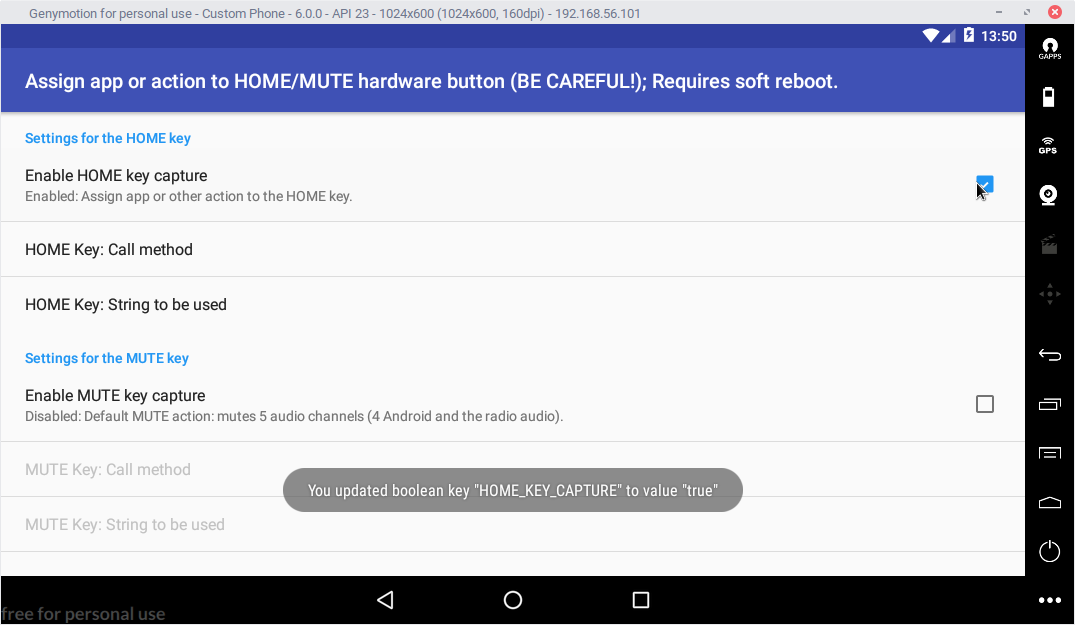 Genymotion for personal use - Custom Phone - 6.0.0 - API 23 - 1024x600 (1024x600, 160dpi) - 192.168.56.101
13:50
GAPPS
Assign app or action to HOME/MUTE hardware button (BE CAREFUL!); Requires soft reboot.
Settings for the HOME key
GPS
Enable HOME key capture
Enabled: Assign app or other action to the HOME key.
HOME Key: Call method
HOME Key: String to be used
Settings for the MUTE key
Enable MUTE key capture
Disabled: Default MUTE action: mutes 5 audio channels (4 Android and the radio audio).
MUTE Key: Call method
You updated boolean key "HOME_KEY_CAPTURE" to value "true"
MUTE Key: String to be used
free for personal use